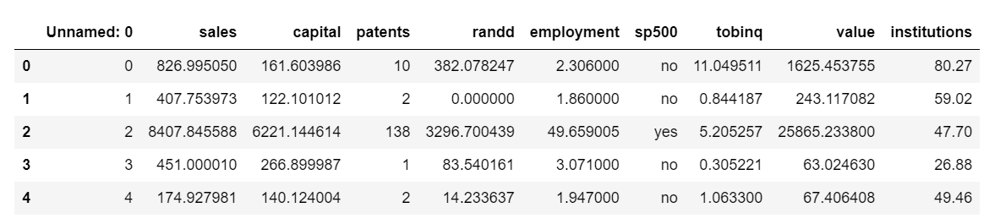 Unnamed: 0 sales capital patents randd employment sp500 tobinq value institutions
0 0 826.995050 161.603986 10 382.078247 2.306000 no 11.049511 1625.453755 80.27
1 1 407.753973 122.101012 2 0.000000 1.860000 no 0.844187 243.117082 59.02
2 2 8407.845588 6221.144614 138 3296.700439 49.659005 yes 5.205257 25865.233800 47.70
3 3 451.000010 266.899987 1 83.540161 3.071000 no 0.305221 63.024630 26.88
4 4 174.927981 140.124004 2 14.233637 1.947000 no 1.063300 67.406408 49.46